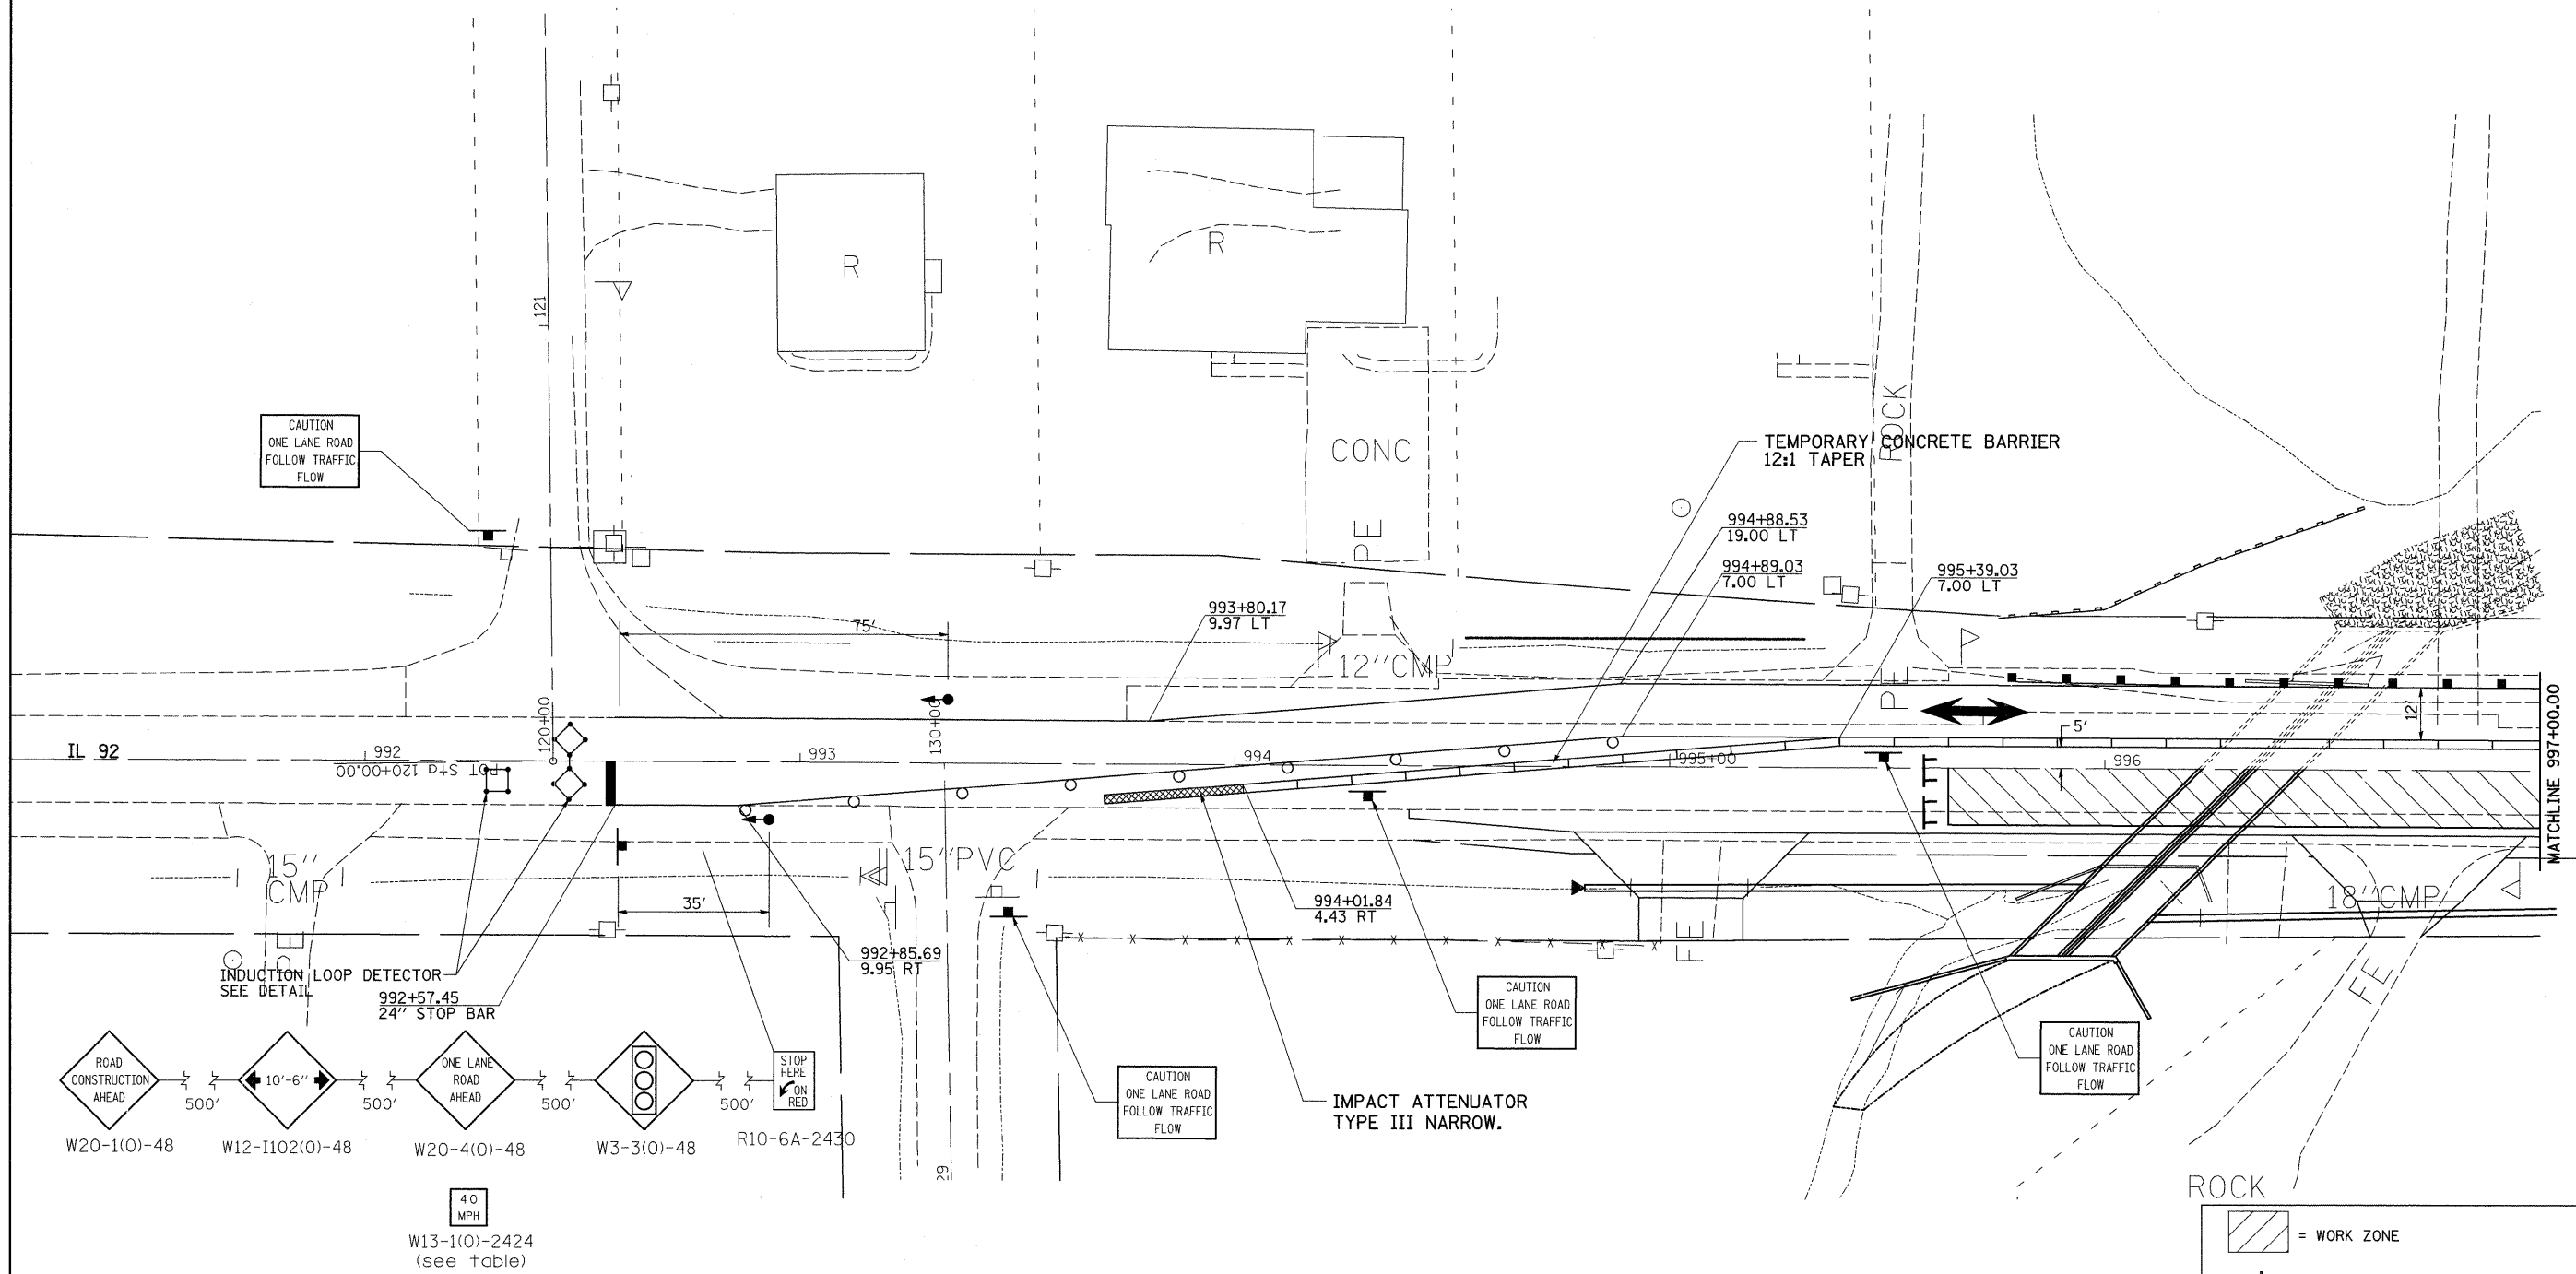 121
R
R
CAUTION
ONE LANE ROAD
FOLLOW TRAFFIC
FLOW
CONC
ROCK
TEMPORARY CONCRETE BARRIER
12:1 TAPER
PE
994+88.53
19.00 LT
994+89.03
7.00 LT
995+39.03
7.00 LT
993+80.17
9.97 LT
75'
12''CMP
PE
12'
5'
IL 92
992
POT Sta 120+00.00
120+00
993
130+00
994
995+00
996
MATCHLINE 997+00.00
15''
CMP
PE
15''PVC
35'
994+01.84
4.43 RT
18''CMP
992+85.69
9.95 RT
INDUCTION LOOP DETECTOR
SEE DETAIL
992+57.45
24'' STOP BAR
FE
FE
CAUTION
ONE LANE ROAD
FOLLOW TRAFFIC
FLOW
CAUTION
ONE LANE ROAD
FOLLOW TRAFFIC
FLOW
CAUTION
ONE LANE ROAD
FOLLOW TRAFFIC
FLOW
IMPACT ATTENUATOR
TYPE III NARROW.
ROAD
CONSTRUCTION
AHEAD
500'
10'-6''
500'
ONE LANE
ROAD
AHEAD
500'
500'
STOP
HERE
ON
RED
W20-1(O)-48
W12-I102(O)-48
W20-4(O)-48
W3-3(O)-48
R10-6A-2430
129
40
MPH
W13-1(O)-2424
(see table)
ROCK
= WORK ZONE